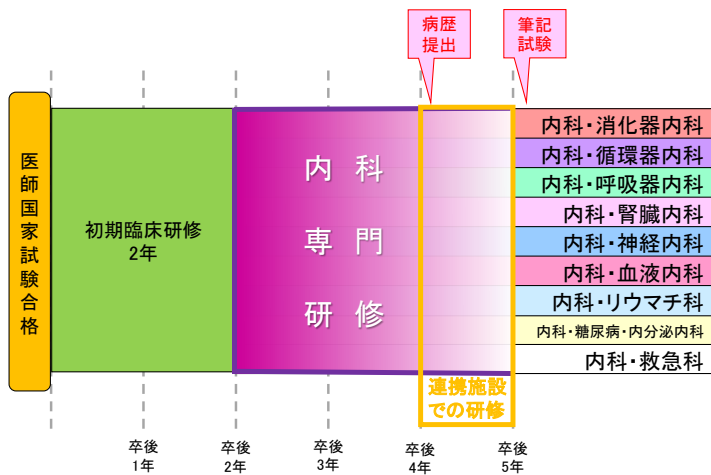 病歴
提出
筆記
試験
医師国家試験合格
初期臨床研修
2年
内 科
専 門
研 修
連携施設
での研修
内科・消化器内科
内科・循環器内科
内科・呼吸器内科
内科・腎臓内科
内科・神経内科
内科・血液内科
内科・リウマチ科
内科・糖尿病・内分泌内科
内科・救急科
卒後
1年
卒後
2年
卒後
3年
卒後
4年
卒後
5年